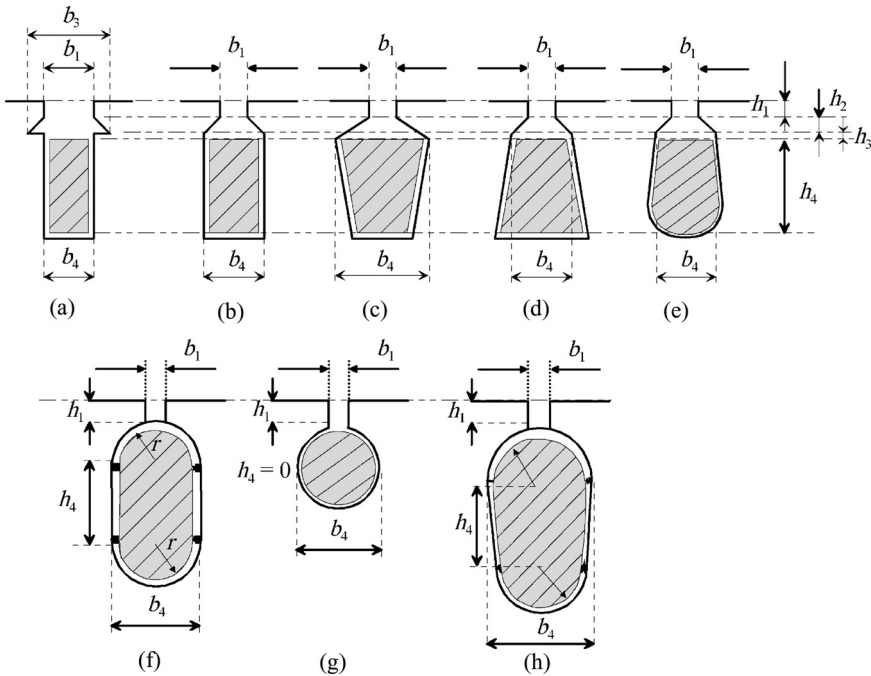 b₃
b₁ b₁ b₁ b₁ b₁
h₁ h₂
h₃
h₄
b₄ b₄ b₄ b₄ b₄
(a) (b) (c) (d) (e)
b₁ b₁ b₁
h₁ h₁ h₁
r
h₄ = 0
h₄ h₄
r
b₄ b₄ b₄
(f) (g) (h)